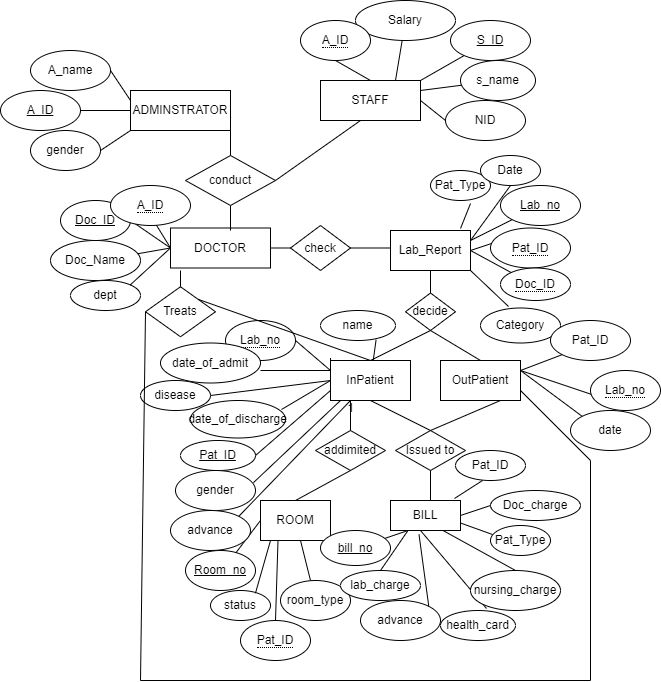 Salary
A_ID
S_ID
A_name
s_name
STAFF
ADMINSTRATOR
A_ID
NID
gender
conduct
Pat_Type
Date
A_ID
Lab_no
Doc_ID
DOCTOR
check
Lab_Report
Pat_ID
Doc_Name
Doc_ID
dept
Treats
decide
name
Category
Lab_no
Pat_ID
date_of_admit
InPatient
OutPatient
disease
Lab_no
date_of_discharge
date
Pat_ID
addimited
Issued to
Pat_ID
gender
Doc_charge
ROOM
BILL
advance
Pat_Type
bill_no
Room_no
lab_charge
nursing_charge
status
room_type
advance
health_card
Pat_ID